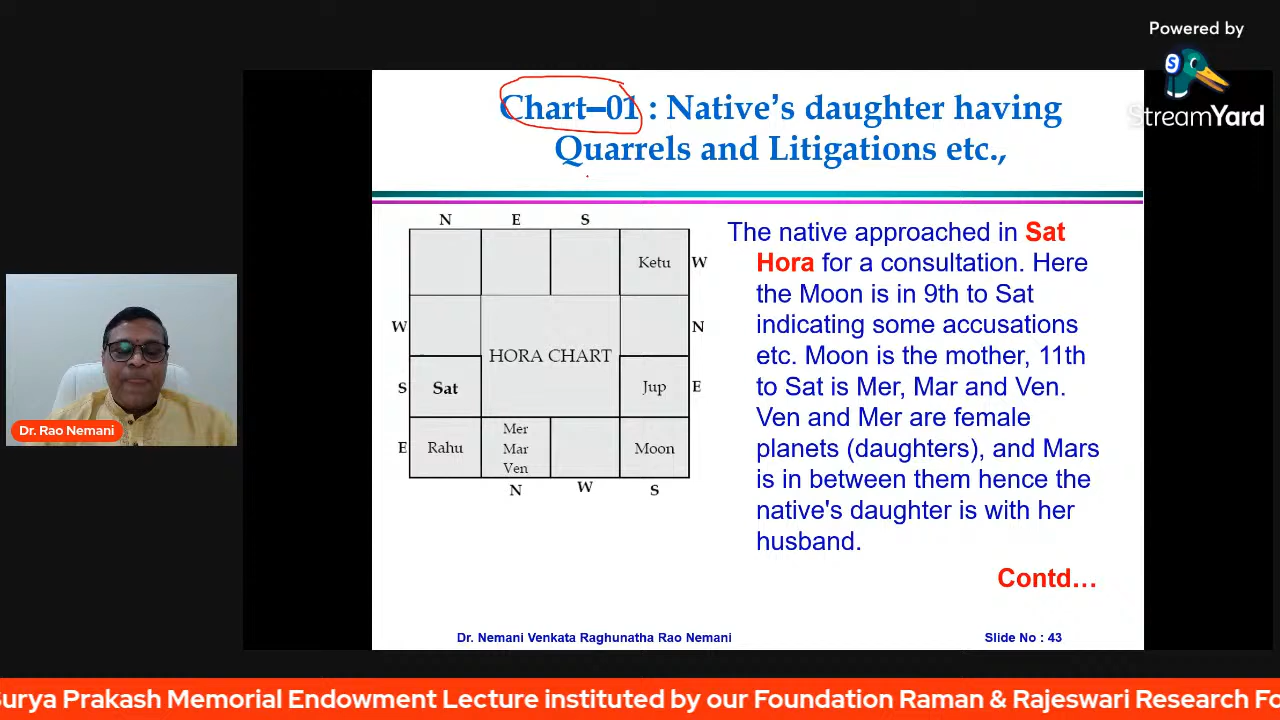 Powered by
StreamYard
Chart–01 : Native's daughter having
Quarrels and Litigations etc.,
N E S
Ketu W
W HORA CHART N
S Sat Jup E
E Rahu Mer Mar Ven Moon
N W S
The native approached in Sat
Hora for a consultation. Here
the Moon is in 9th to Sat
indicating some accusations
etc. Moon is the mother, 11th
to Sat is Mer, Mar and Ven.
Ven and Mer are female
planets (daughters), and Mars
is in between them hence the
native's daughter is with her
husband.
Contd...
Dr. Nemani Venkata Raghunatha Rao Nemani
Slide No : 43
Dr. Rao Nemani
Surya Prakash Memorial Endowment Lecture instituted by our Foundation Raman & Rajeswari Research Fo